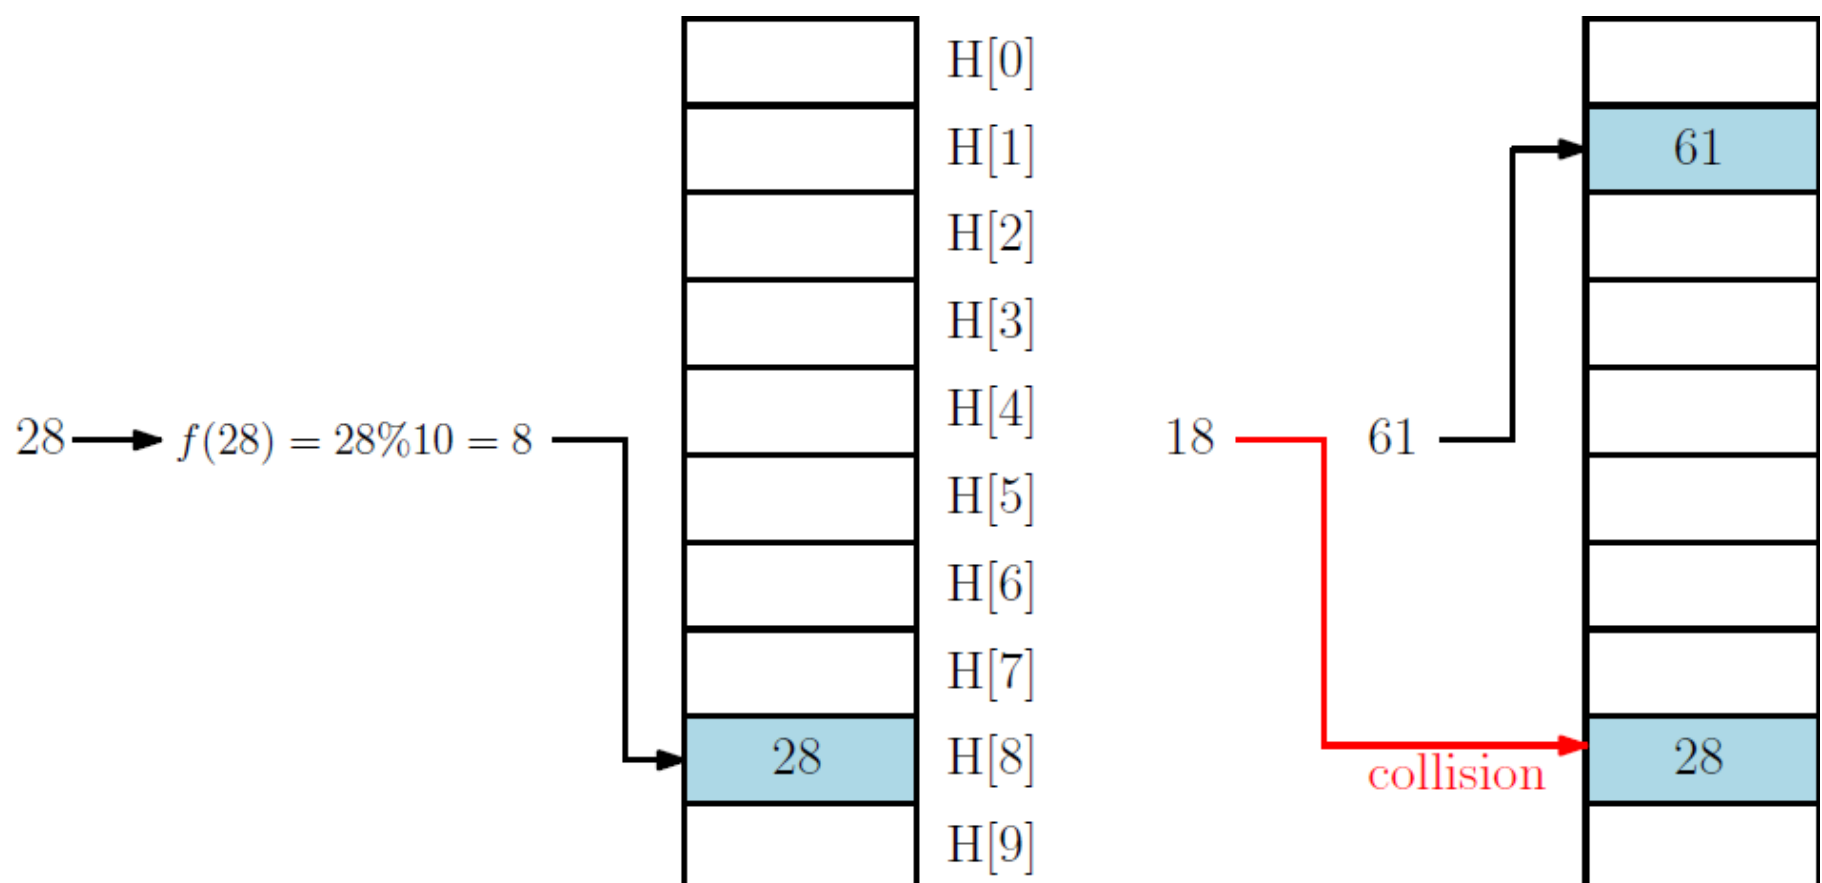 H[0]
H[1]
61
H[2]
H[3]
H[4]
28
f(28) = 28%10 = 8
18
61
H[5]
H[6]
H[7]
28
H[8]
collision
28
H[9]